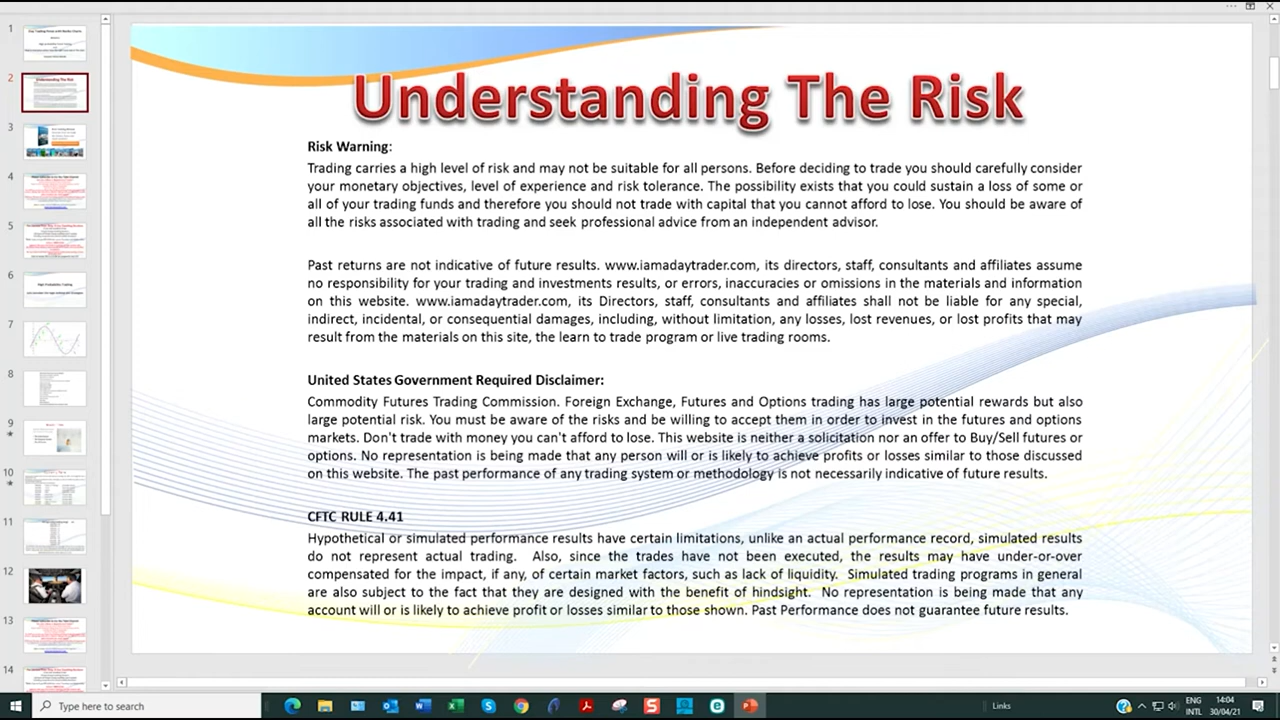 Understanding The Risk
Risk Warning:
Trading carries a high level risk, and may not be suitable for all persons. Before deciding to trade you should carefully consider
your monetary objectives, level of experience and risk tolerance. The possibility exists that you could sustain a loss of some or
all of your trading funds and therefore you should not trade with capital that you cannot afford to lose. You should be aware of
the risks associated with trading and seek professional advice from an independent advisor.
Past returns are not indicative of future results. www.iamadaytrader.com, its directors, staff, consultants and affiliates assume
no responsibility for your trading and investments results, or errors, inaccuracies or omissions in the materials and information
on this website. www.iamadaytrader.com, its Directors, staff, consultants and affiliates shall not be liable for any special,
indirect, incidental, or consequential damages, including, without limitation, any losses, lost revenues, or lost profits that may
result from the materials on this site, the learn to trade program or live trading rooms.
United States Government Required Disclaimer:
Commodity Futures Trading Commission. Foreign Exchange, Futures and Options trading has large potential rewards but also
large potential risk. You must be aware of the risks and be willing to accept them in order to invest in the futures and options
markets. Don't trade with money you can't afford to lose. This website is neither a solicitation nor an offer to Buy/Sell futures or
options. No representation is being made that any person will or is likely to achieve profits or losses similar to those discussed
on this website. The past performance of any trading system or methodology is not necessarily indicative of future results.
CFTC RULE 4.41
Hypothetical or simulated performance results have certain limitations, unlike an actual performance record, simulated results
do not represent actual trading. Also, since the trades have not been executed, the results may have under-or-over
compensated for the impact, if any, of certain market factors, such as lack of liquidity. Simulated trading programs in general
are also subject to the fact that they are designed with the benefit of hindsight. No representation is being made that any
account will or is likely to achieve profit or losses similar to those shown. Past Performance does not guarantee future results.
2
6
8
10
12
14
Type here to search
Links
ENG
INTL
14:04
30/04/21